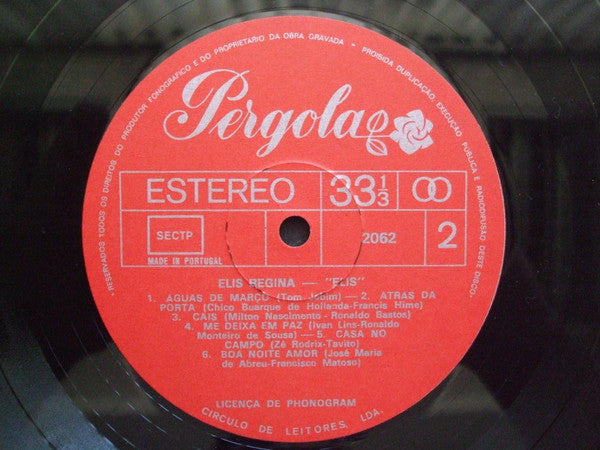 * RESERVADOS TODOS OS DIREITOS DO PRODUTOR FONOGRAFICO E DO PROPRIETARIO DA OBRA GRAVADA * PROIBIDA DUPLICAÇÃO, EXECUÇÃO PUBLICA E RADIODIFUSÃO DESTE DISCO.
Pergola
ESTEREO 33 1/3
SECTP 2062 2
MADE IN PORTUGAL
ELIS REGINA — "ELIS"
1. AGUAS DE MARÇO (Tom Jobim) — 2. ATRAS DA
PORTA (Chico Buarque de Hollanda-Francis Hime)
3. CAIS (Milton Nascimento - Ronaldo Bastos)
4. ME DEIXA EM PAZ (Ivan Lins-Ronaldo
Monteiro de Sousa) — 5. CASA NO
CAMPO (Zé Rodrix-Tavito)
6. BOA NOITE AMOR (José Maria
de Abreu-Francisco Matoso)
LICENÇA DE PHONOGRAM
CIRCULO DE LEITORES, LDA.